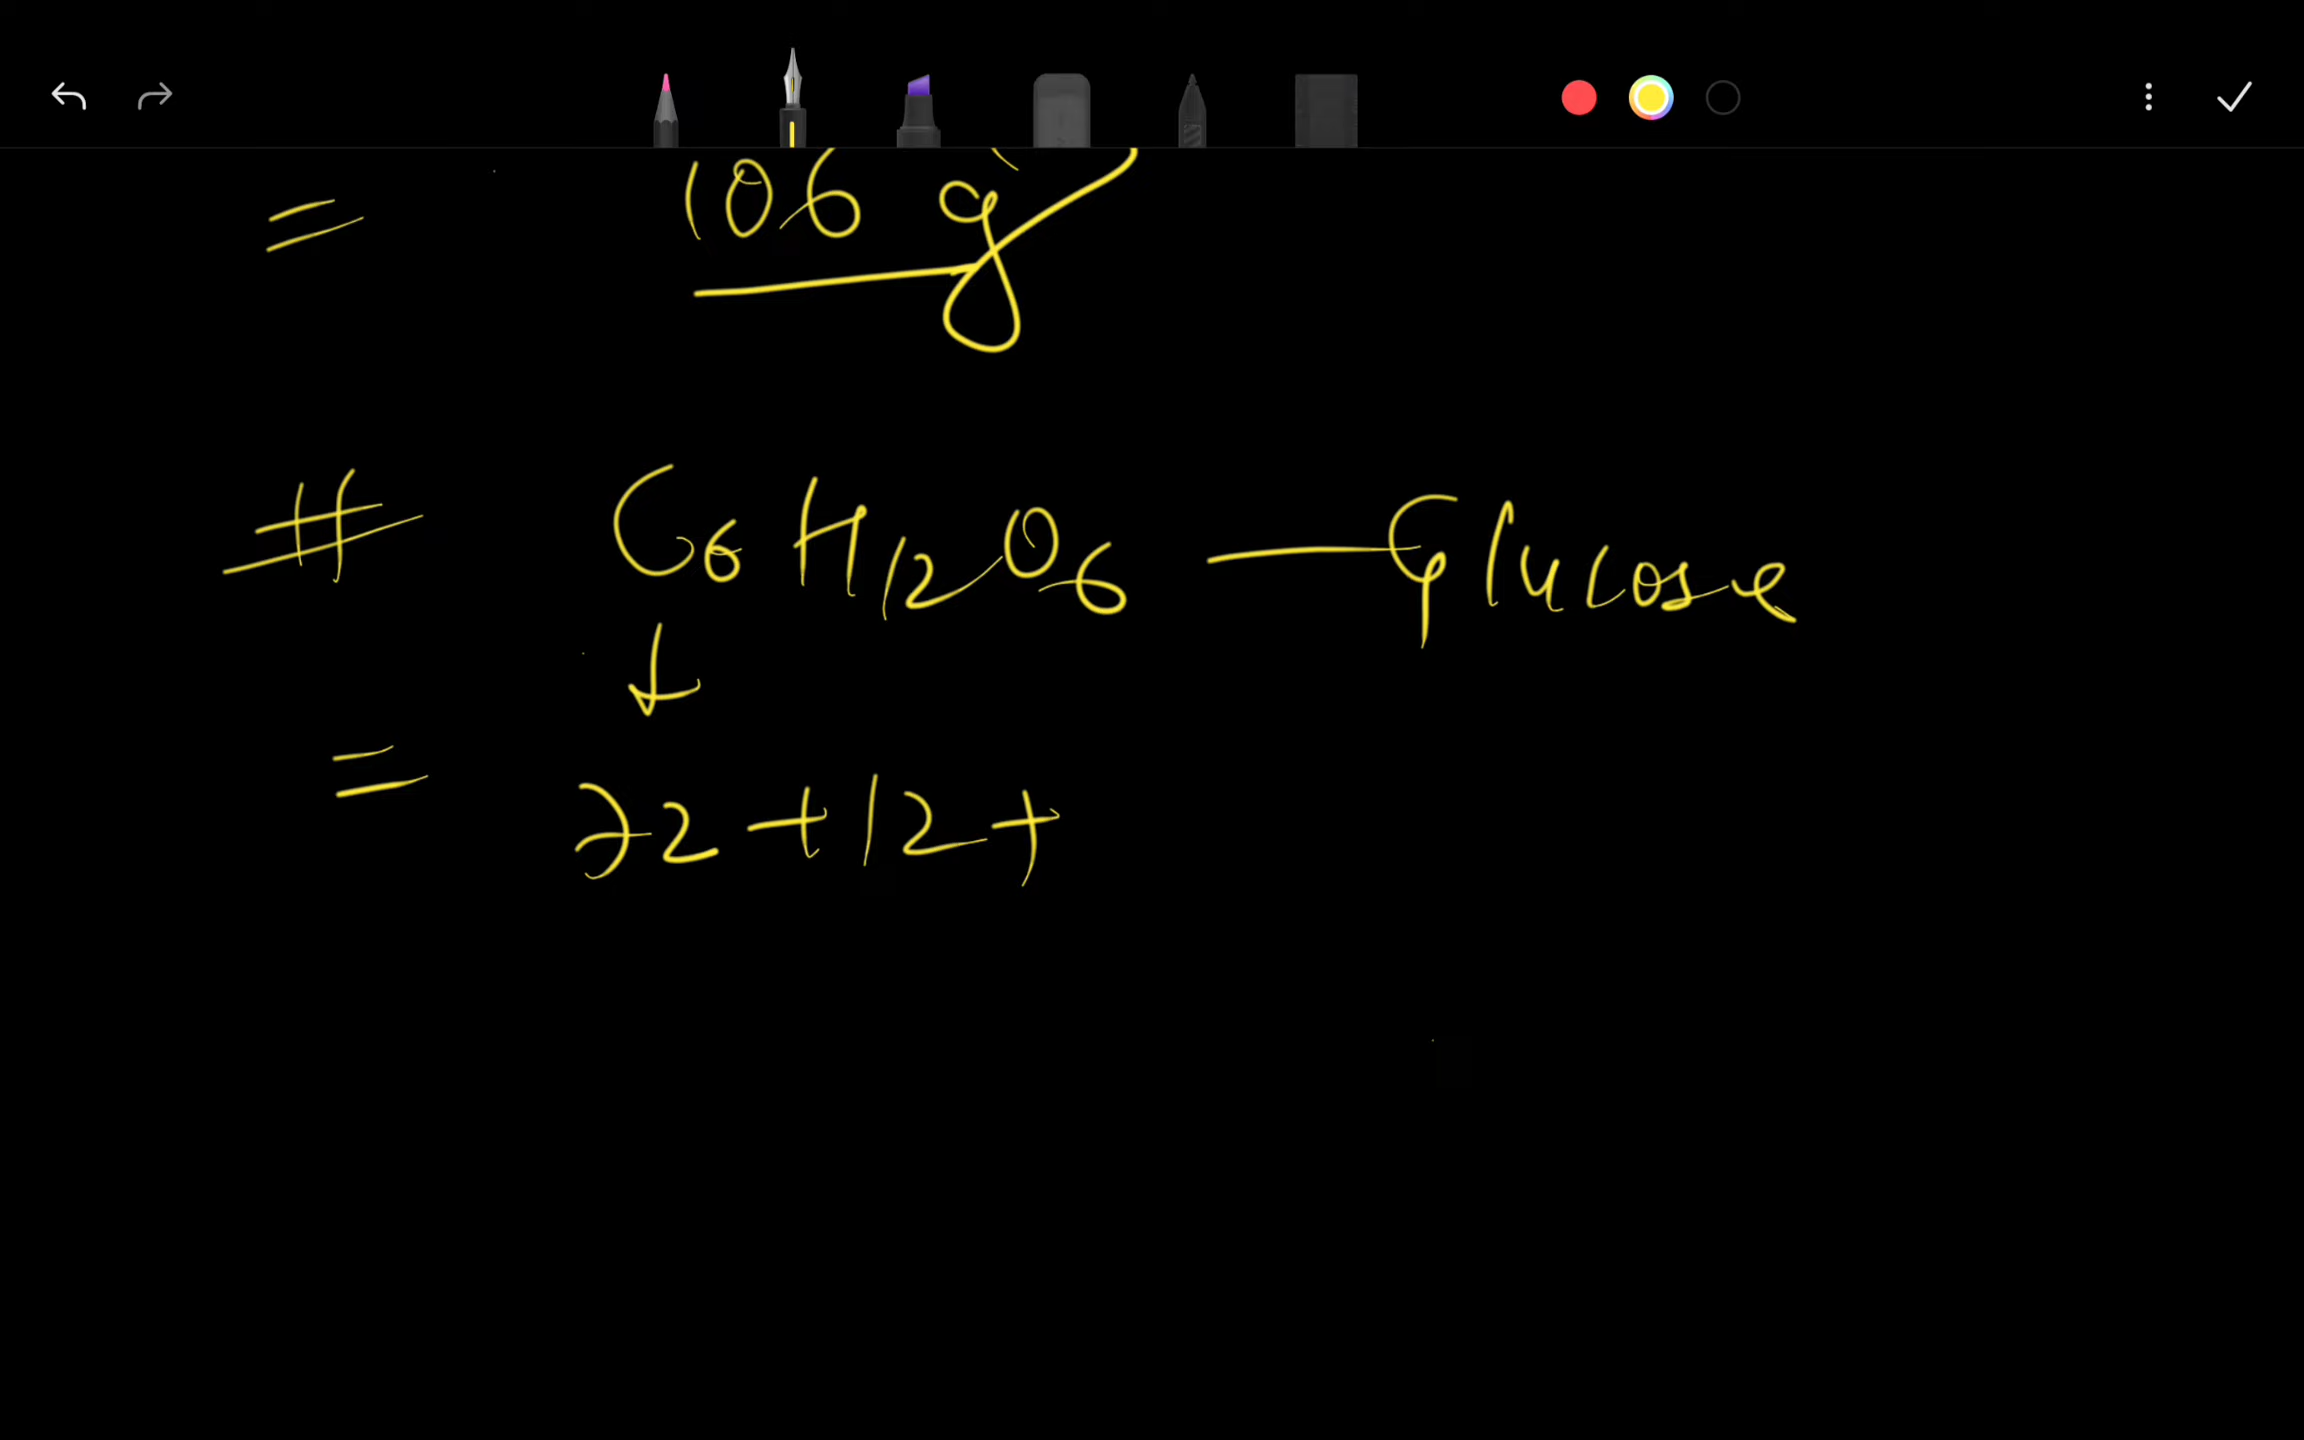 = 106 g
# C6H12O6 — Glucose
↓
= 72 + 12 +